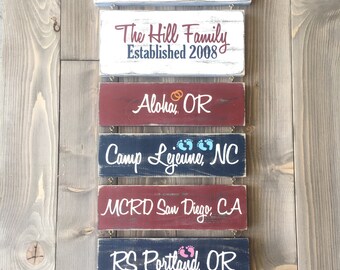 The Hill Family
Established 2008
Aloha, OR
Camp Lejeune, NC
MCRD San Diego, CA
RS Portland, OR